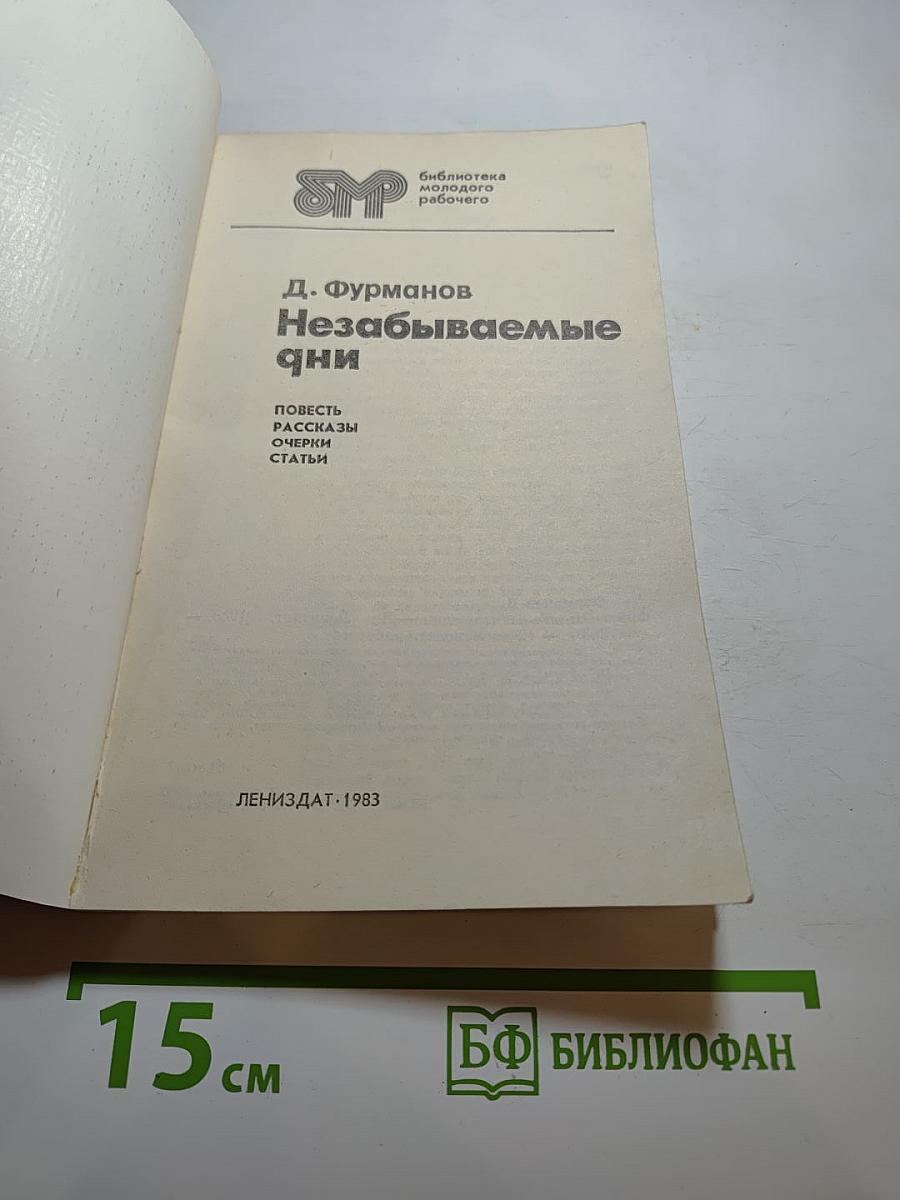 бмр
библиотека
молодого
рабочего
Д. Фурманов
Незабываемые
дни
ПОВЕСТЬ
РАССКАЗЫ
ОЧЕРКИ
СТАТЬИ
ЛЕНИЗДАТ·1983
15 см
БФ БИБЛИОФАН